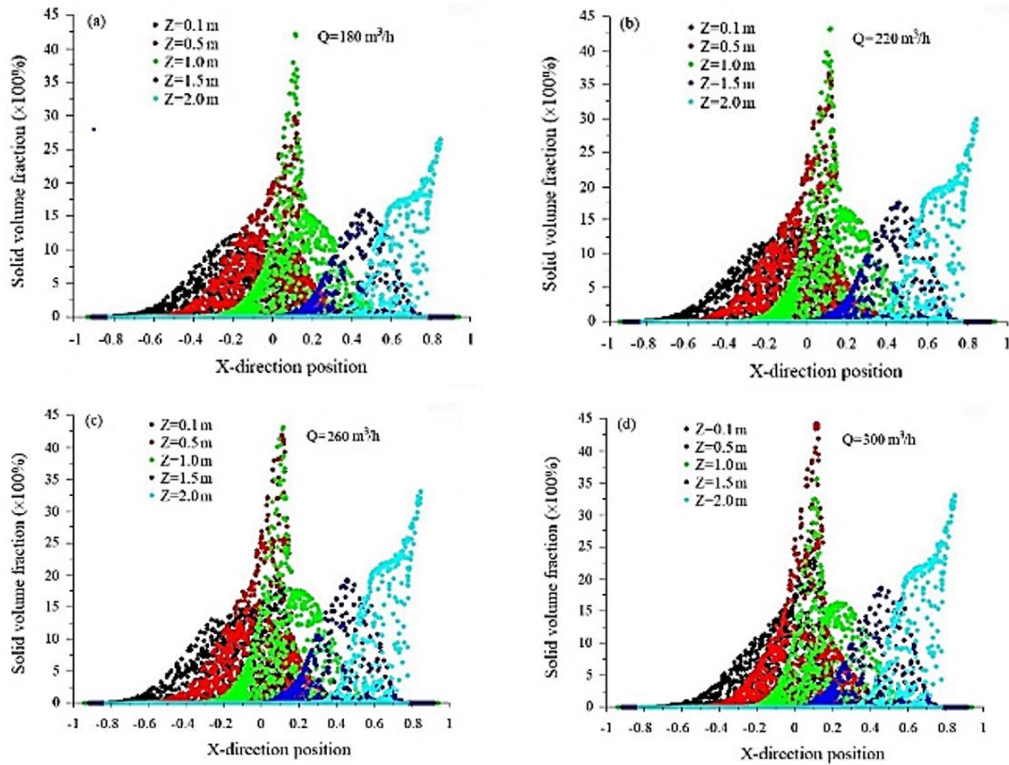 (a)
Z=0.1 m
Z=0.5 m
Z=1.0 m
Z=1.5 m
Z=2.0 m
Q=180 m³/h
Solid volume fraction (×100%)
45
40
35
30
25
20
15
10
5
0
-1 -0.8 -0.6 -0.4 -0.2 0 0.2 0.4 0.6 0.8 1
X-direction position
(b)
Z=0.1 m
Z=0.5 m
Z=1.0 m
Z=1.5 m
Z=2.0 m
Q=220 m³/h
Solid volume fraction (×100%)
45
40
35
30
25
20
15
10
5
0
-1 -0.8 -0.6 -0.4 -0.2 0 0.2 0.4 0.6 0.8 1
X-direction position
(c)
Z=0.1 m
Z=0.5 m
Z=1.0 m
Z=1.5 m
Z=2.0 m
Q=260 m³/h
Solid volume fraction (×100%)
45
40
35
30
25
20
15
10
5
0
-1 -0.8 -0.6 -0.4 -0.2 0 0.2 0.4 0.6 0.8 1
X-direction position
(d)
Z=0.1 m
Z=0.5 m
Z=1.0 m
Z=1.5 m
Z=2.0 m
Q=300 m³/h
Solid volume fraction (×100%)
45
40
35
30
25
20
15
10
5
0
-1 -0.8 -0.6 -0.4 -0.2 0 0.2 0.4 0.6 0.8 1
X-direction position